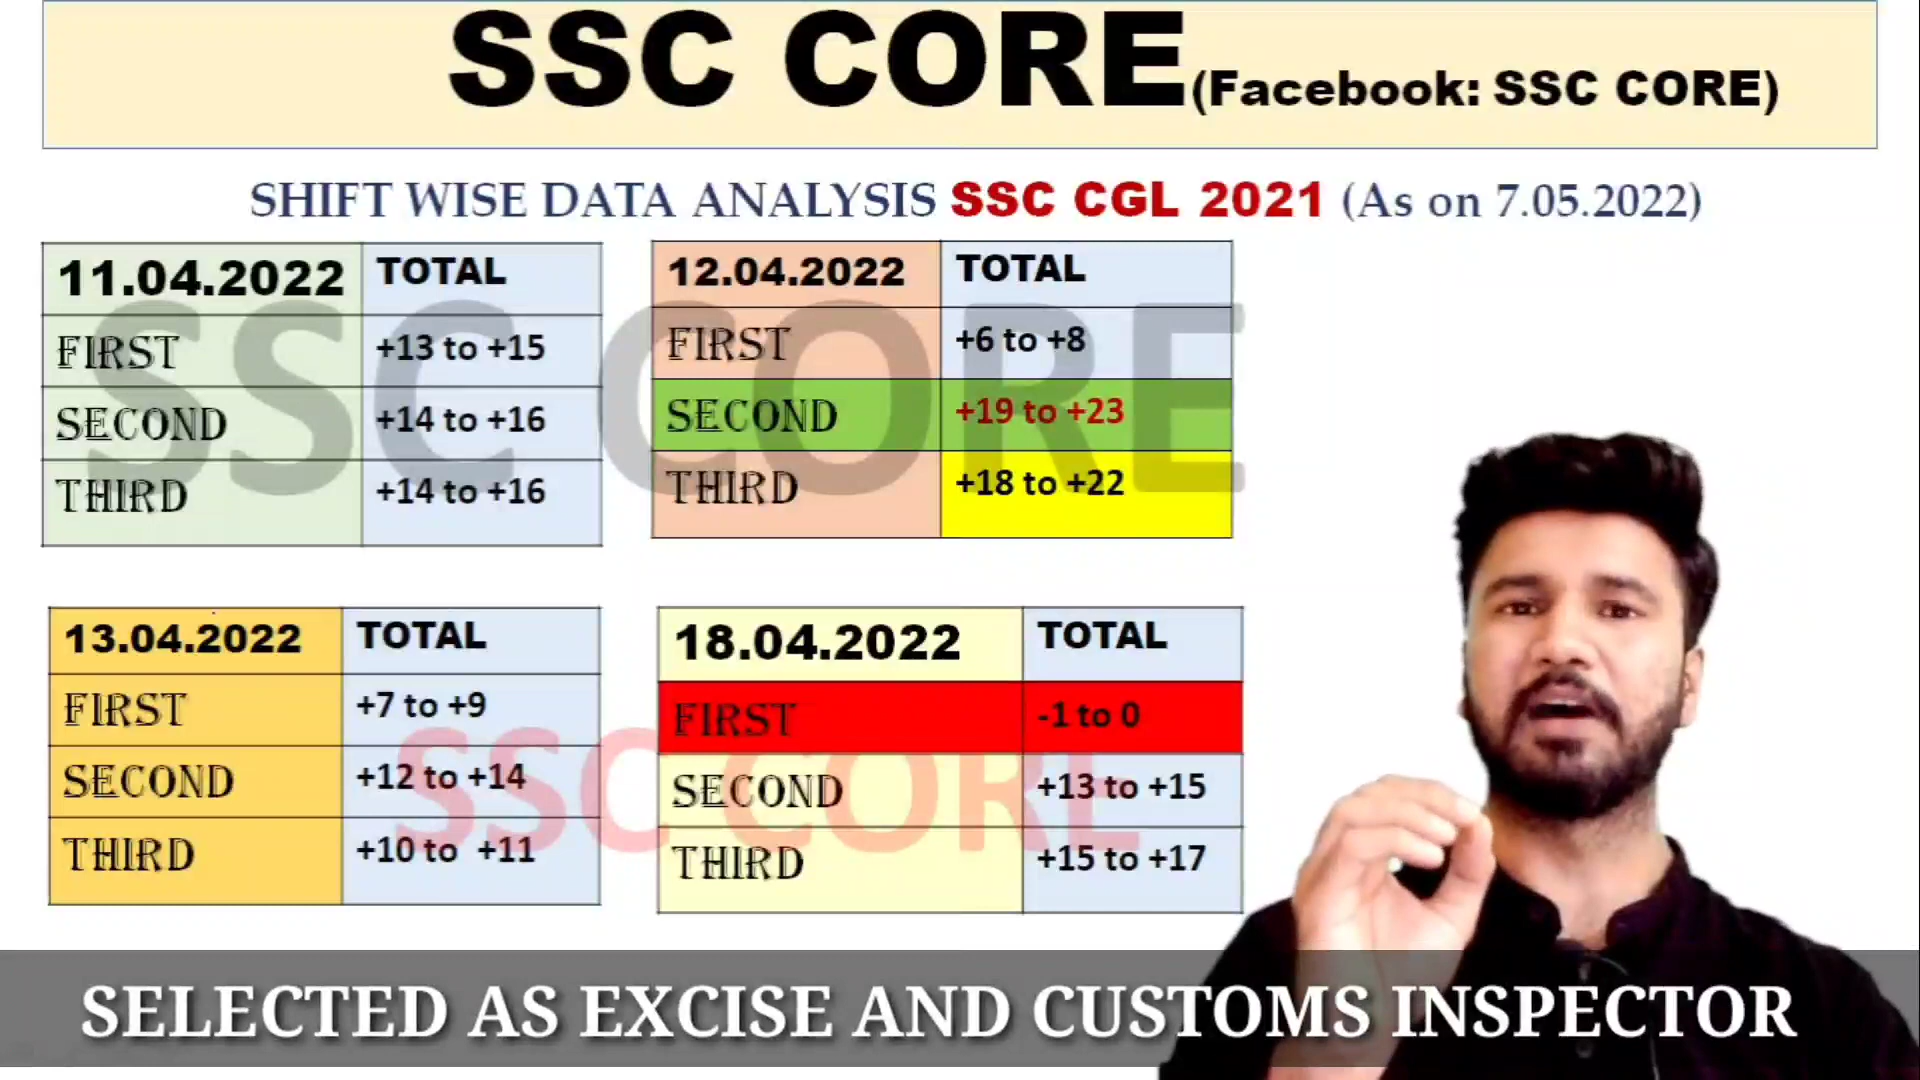 SSC CORE(Facebook: SSC CORE)
SHIFT WISE DATA ANALYSIS SSC CGL 2021 (As on 7.05.2022)
11.04.2022 TOTAL
FIRST +13 to +15
SECOND +14 to +16
THIRD +14 to +16
12.04.2022 TOTAL
FIRST +6 to +8
SECOND +19 to +23
THIRD +18 to +22
SSC CORE
13.04.2022 TOTAL
FIRST +7 to +9
SECOND +12 to +14
THIRD +10 to +11
18.04.2022 TOTAL
FIRST -1 to 0
SECOND +13 to +15
THIRD +15 to +17
SSC CORE
SELECTED AS EXCISE AND CUSTOMS INSPECTOR